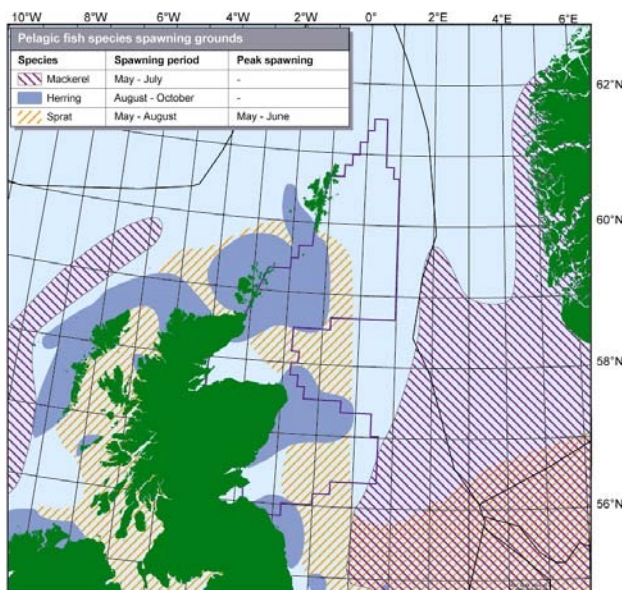 10°W 8°W 6°W 4°W 2°W 0° 2°E 4°E 6°E
Pelagic fish species spawning grounds
Species Spawning period Peak spawning
Mackerel May - July -
Herring August - October -
Sprat May - August May - June
62°N
60°N
58°N
56°N